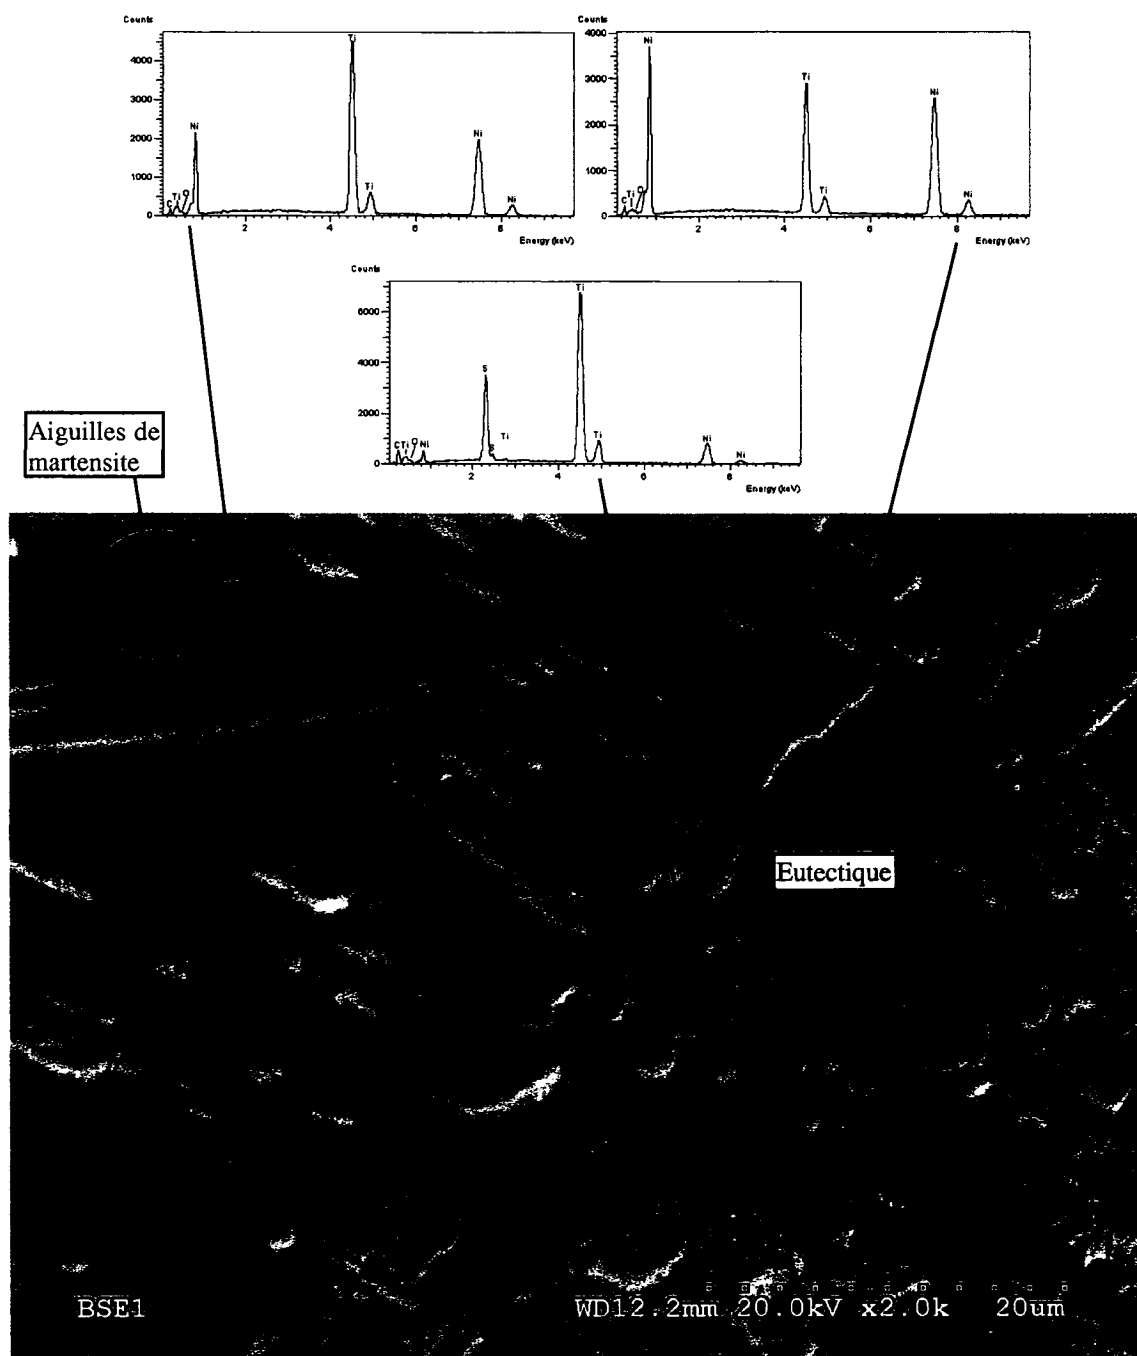 Counts
4000
3000
2000
1000
0
C Ti O Ni Ti Ti Ni Ni
2 4 6 8
Energy (keV)
Counts
4000
3000
2000
1000
0
C Ti O Ni Ti Ti Ni Ni
2 4 6 8
Energy (keV)
Counts
6000
4000
2000
0
C Ti O Ni S S Ti Ti Ti Ni Ni
2 4 6 8
Energy (keV)
Aiguilles de
martensite
Eutectique
BSE1 WD12.2mm 20.0kV x2.0k 20um